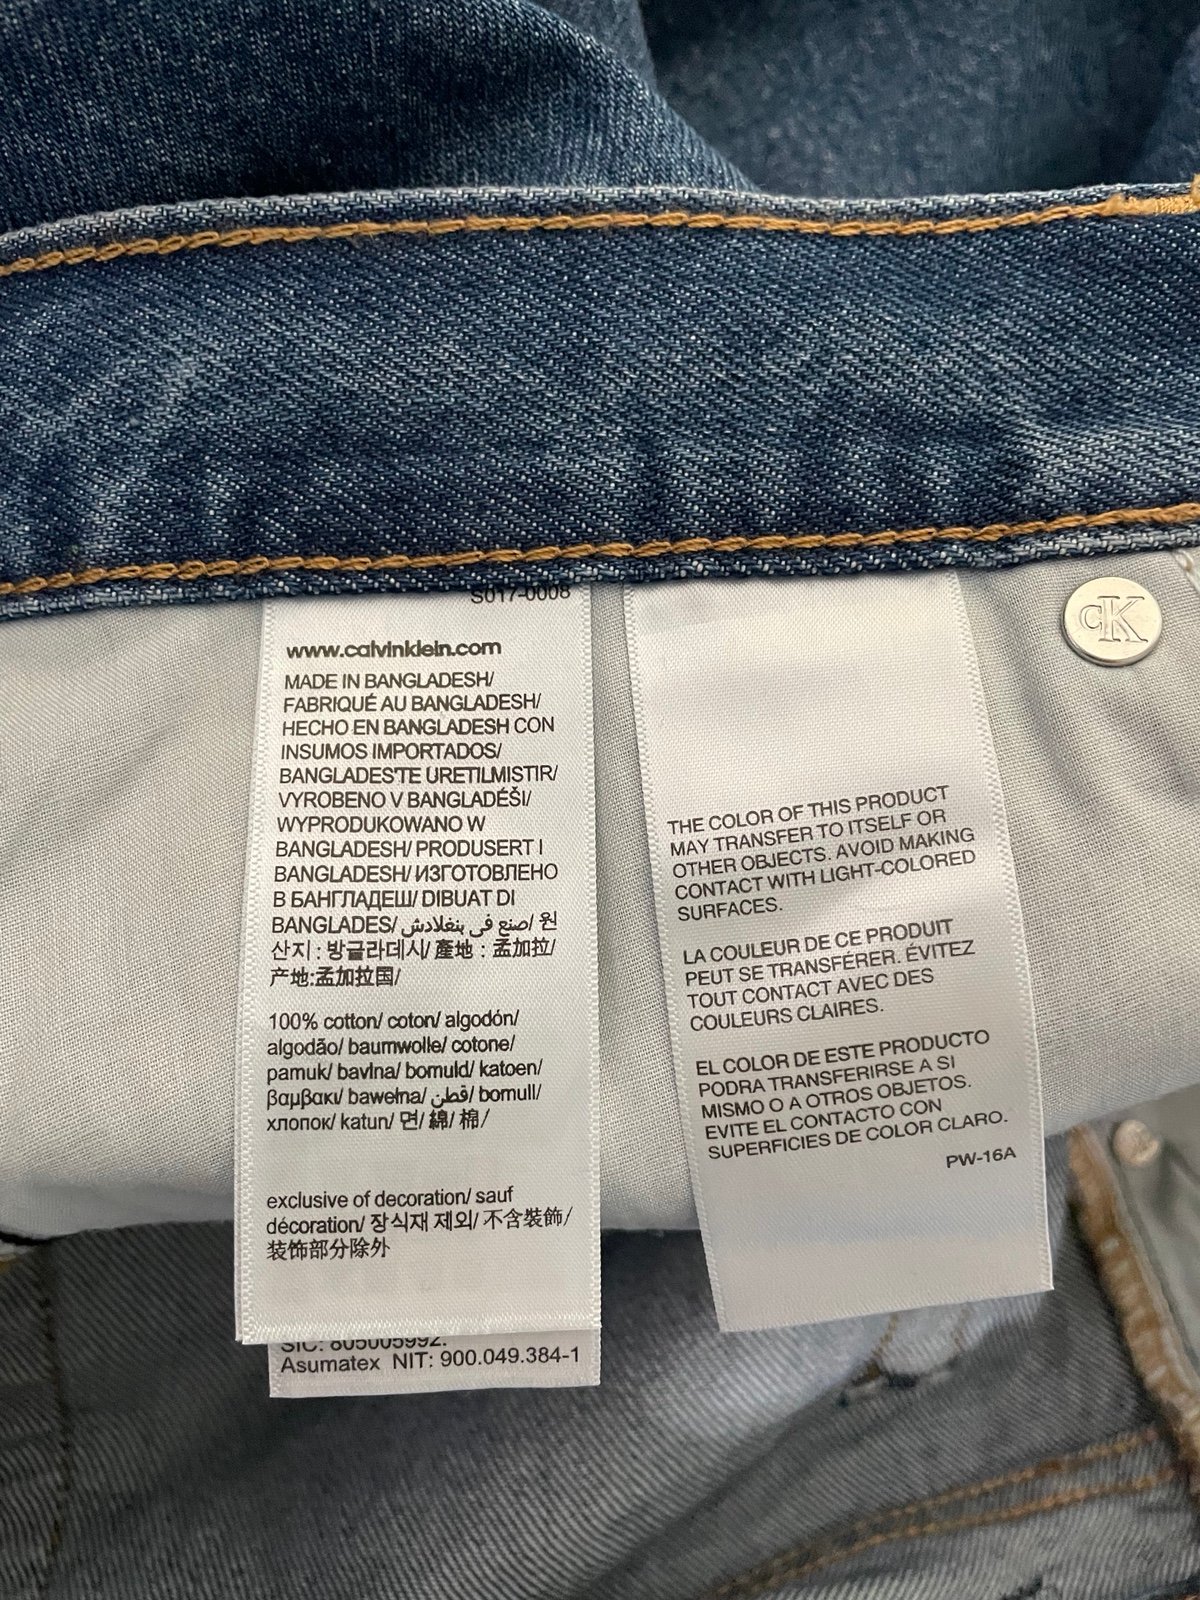 S017-0008
www.calvinklein.com
MADE IN BANGLADESH/
FABRIQUÉ AU BANGLADESH/
HECHO EN BANGLADESH CON
INSUMOS IMPORTADOS/
BANGLADES'TE URETILMISTIR/
VYROBENO V BANGLADÉŠI/
WYPRODUKOWANO W
BANGLADESH/ PRODUSERT I
BANGLADESH/ ИЗГОТОВЛЕНО
В БАНГЛАДЕШ/ DIBUAT DI
BANGLADES/ صنع في بنغلادش/ 원
산지 : 방글라데시/ 產地 : 孟加拉/
产地:孟加拉国/
100% cotton/ coton/ algodón/
algodão/ baumwolle/ cotone/
pamuk/ bavlna/ bomuld/ katoen/
βαμβακι/ bawełna/ قطن/ bomull/
хлопок/ katun/ 면/ 綿/ 棉/
exclusive of decoration/ sauf
décoration/ 장식재 제외/ 不含裝飾/
装饰部分除外
SIC: 805005992.
Asumatex NIT: 900.049.384-1
THE COLOR OF THIS PRODUCT
MAY TRANSFER TO ITSELF OR
OTHER OBJECTS. AVOID MAKING
CONTACT WITH LIGHT-COLORED
SURFACES.
LA COULEUR DE CE PRODUIT
PEUT SE TRANSFÉRER. ÉVITEZ
TOUT CONTACT AVEC DES
COULEURS CLAIRES.
EL COLOR DE ESTE PRODUCTO
PODRA TRANSFERIRSE A SI
MISMO O A OTROS OBJETOS.
EVITE EL CONTACTO CON
SUPERFICIES DE COLOR CLARO.
PW-16A
CK